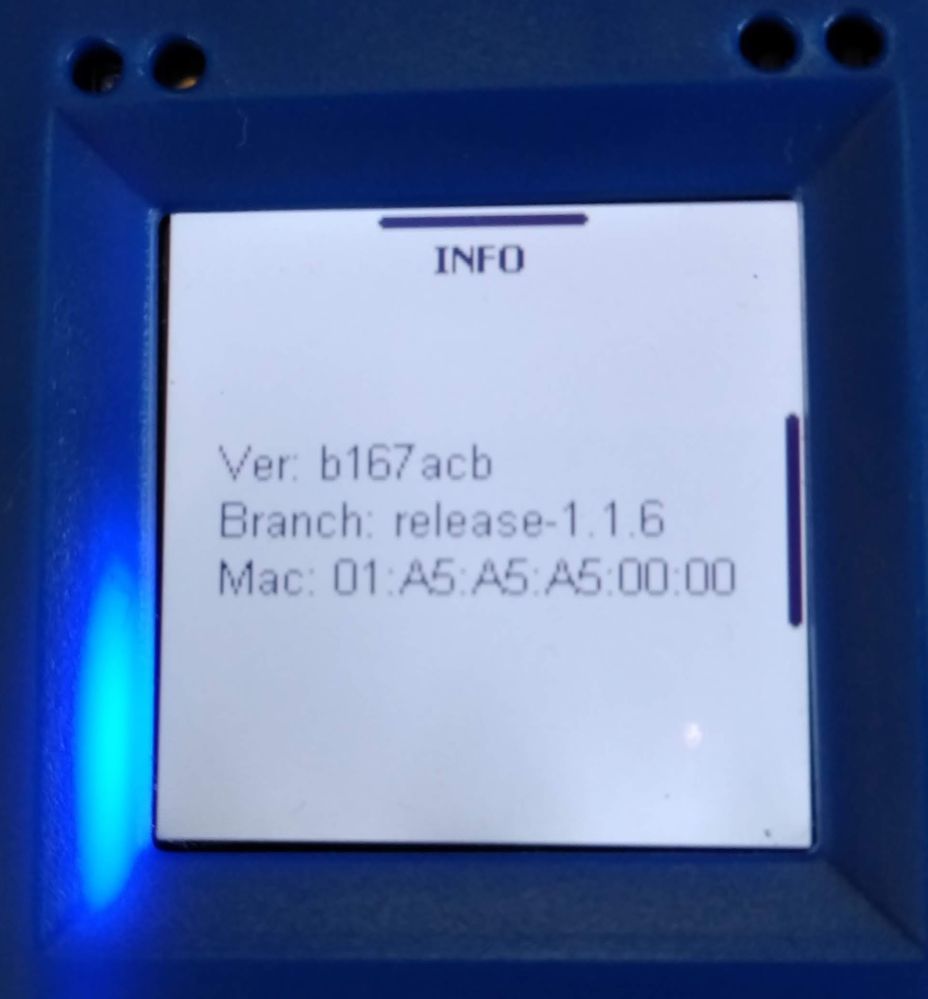 INFO
Ver: b167acb
Branch: release-1.1.6
Mac: 01:A5:A5:A5:00:00